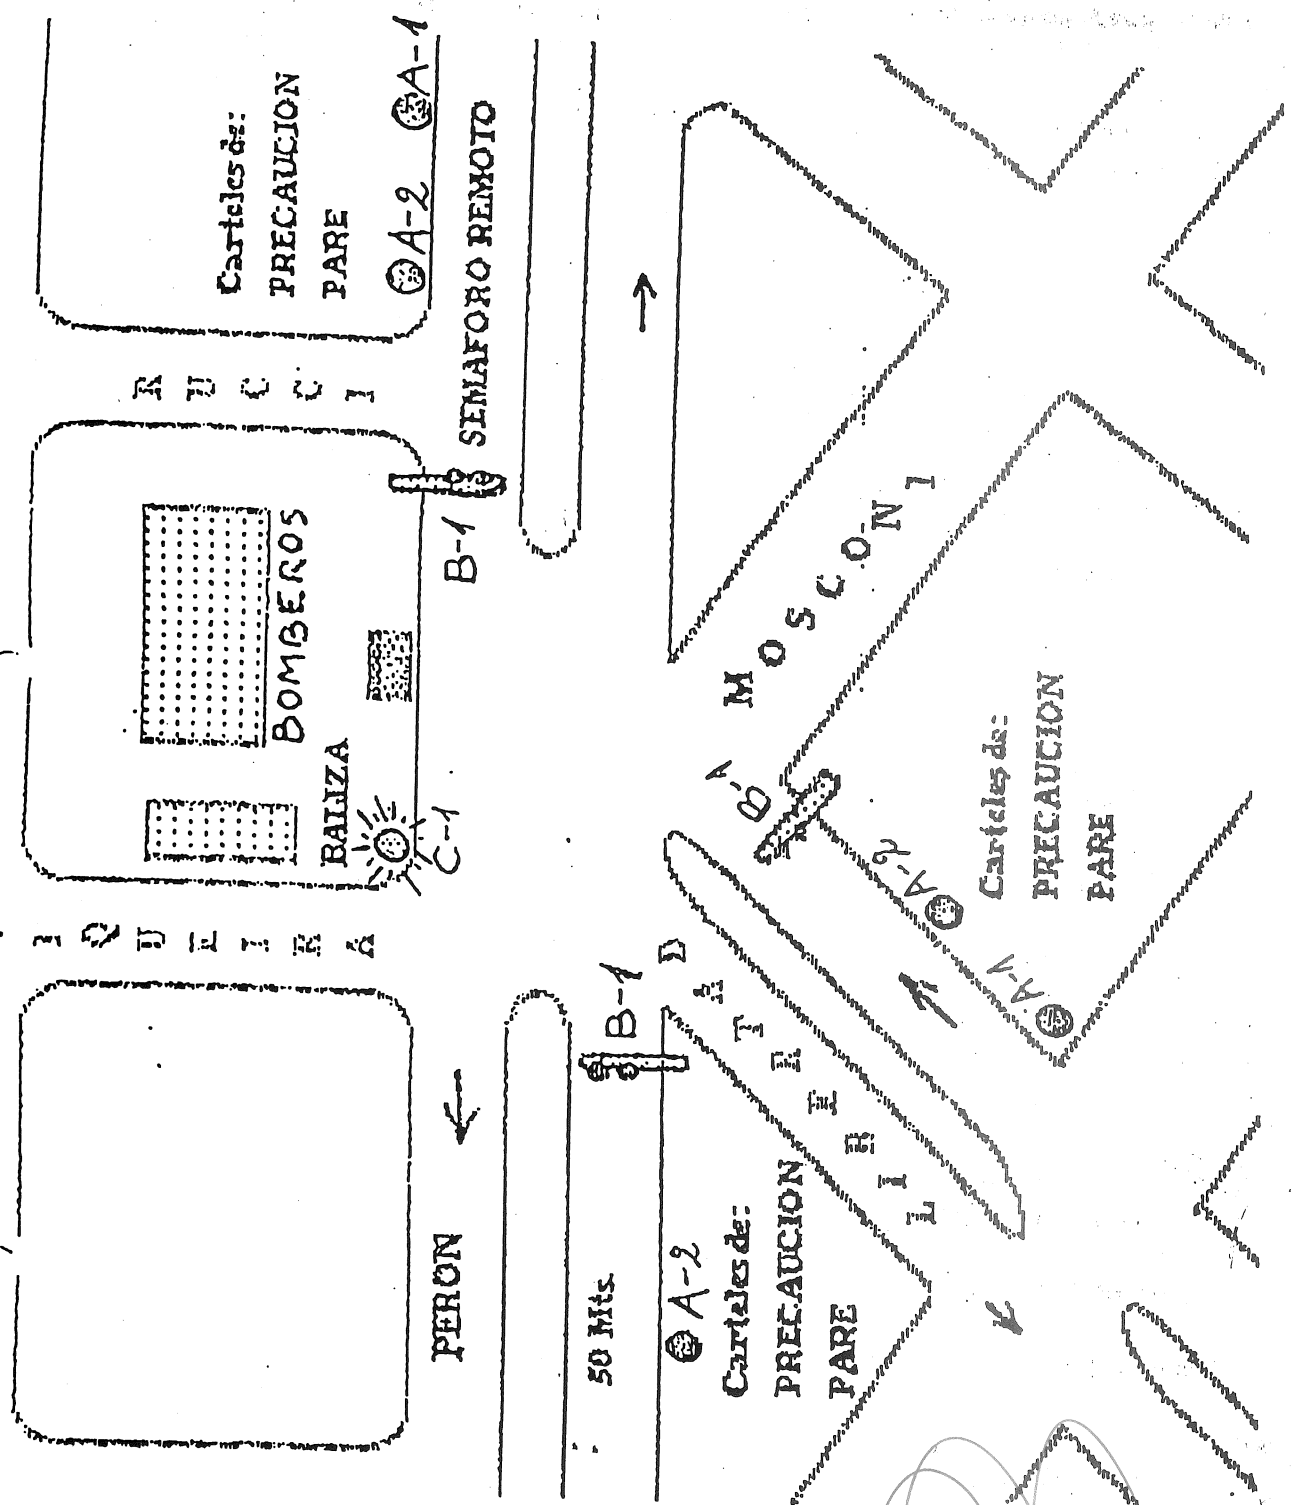 Carteles de:
PRECAUCION
PARE
A-2
A-1
SEMAFORO REMOTO
RUCCI
BOMBEROS
B-1
BALIZA
C-1
MOSCONI
B-1
Carteles de:
PRECAUCION
PARE
A-2
A-1
PERON
B-1
50 Mts.
A-2
Carteles de:
PRECAUCION
PARE
LIBERTAD